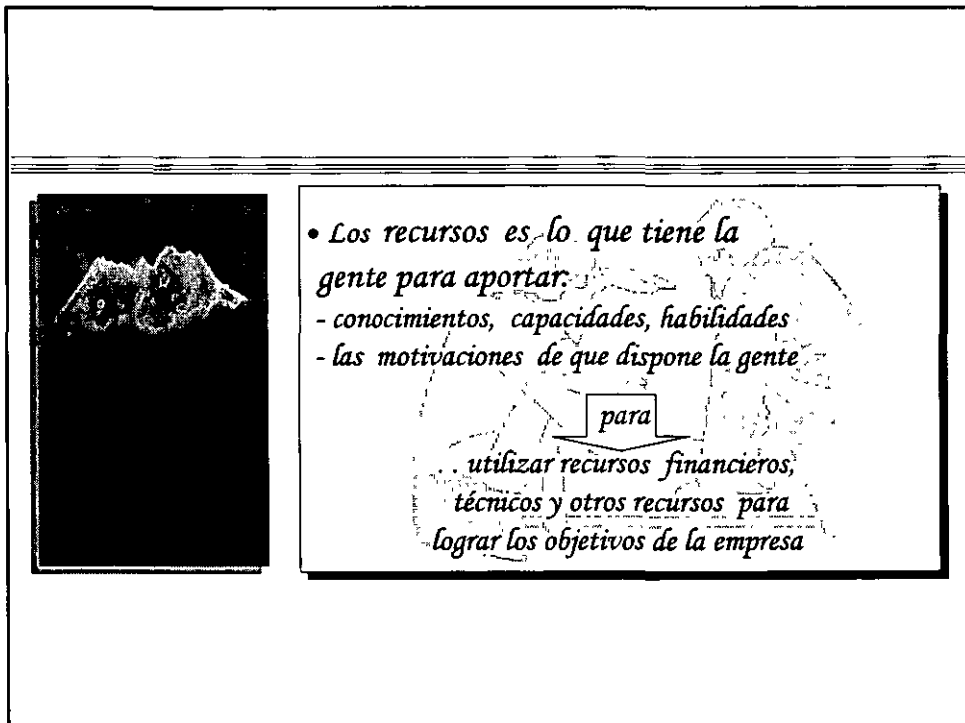 • Los recursos es lo que tiene la
gente para aportar:
- conocimientos, capacidades, habilidades
- las motivaciones de que dispone la gente
para
. . utilizar recursos financieros,
técnicos y otros recursos para
lograr los objetivos de la empresa